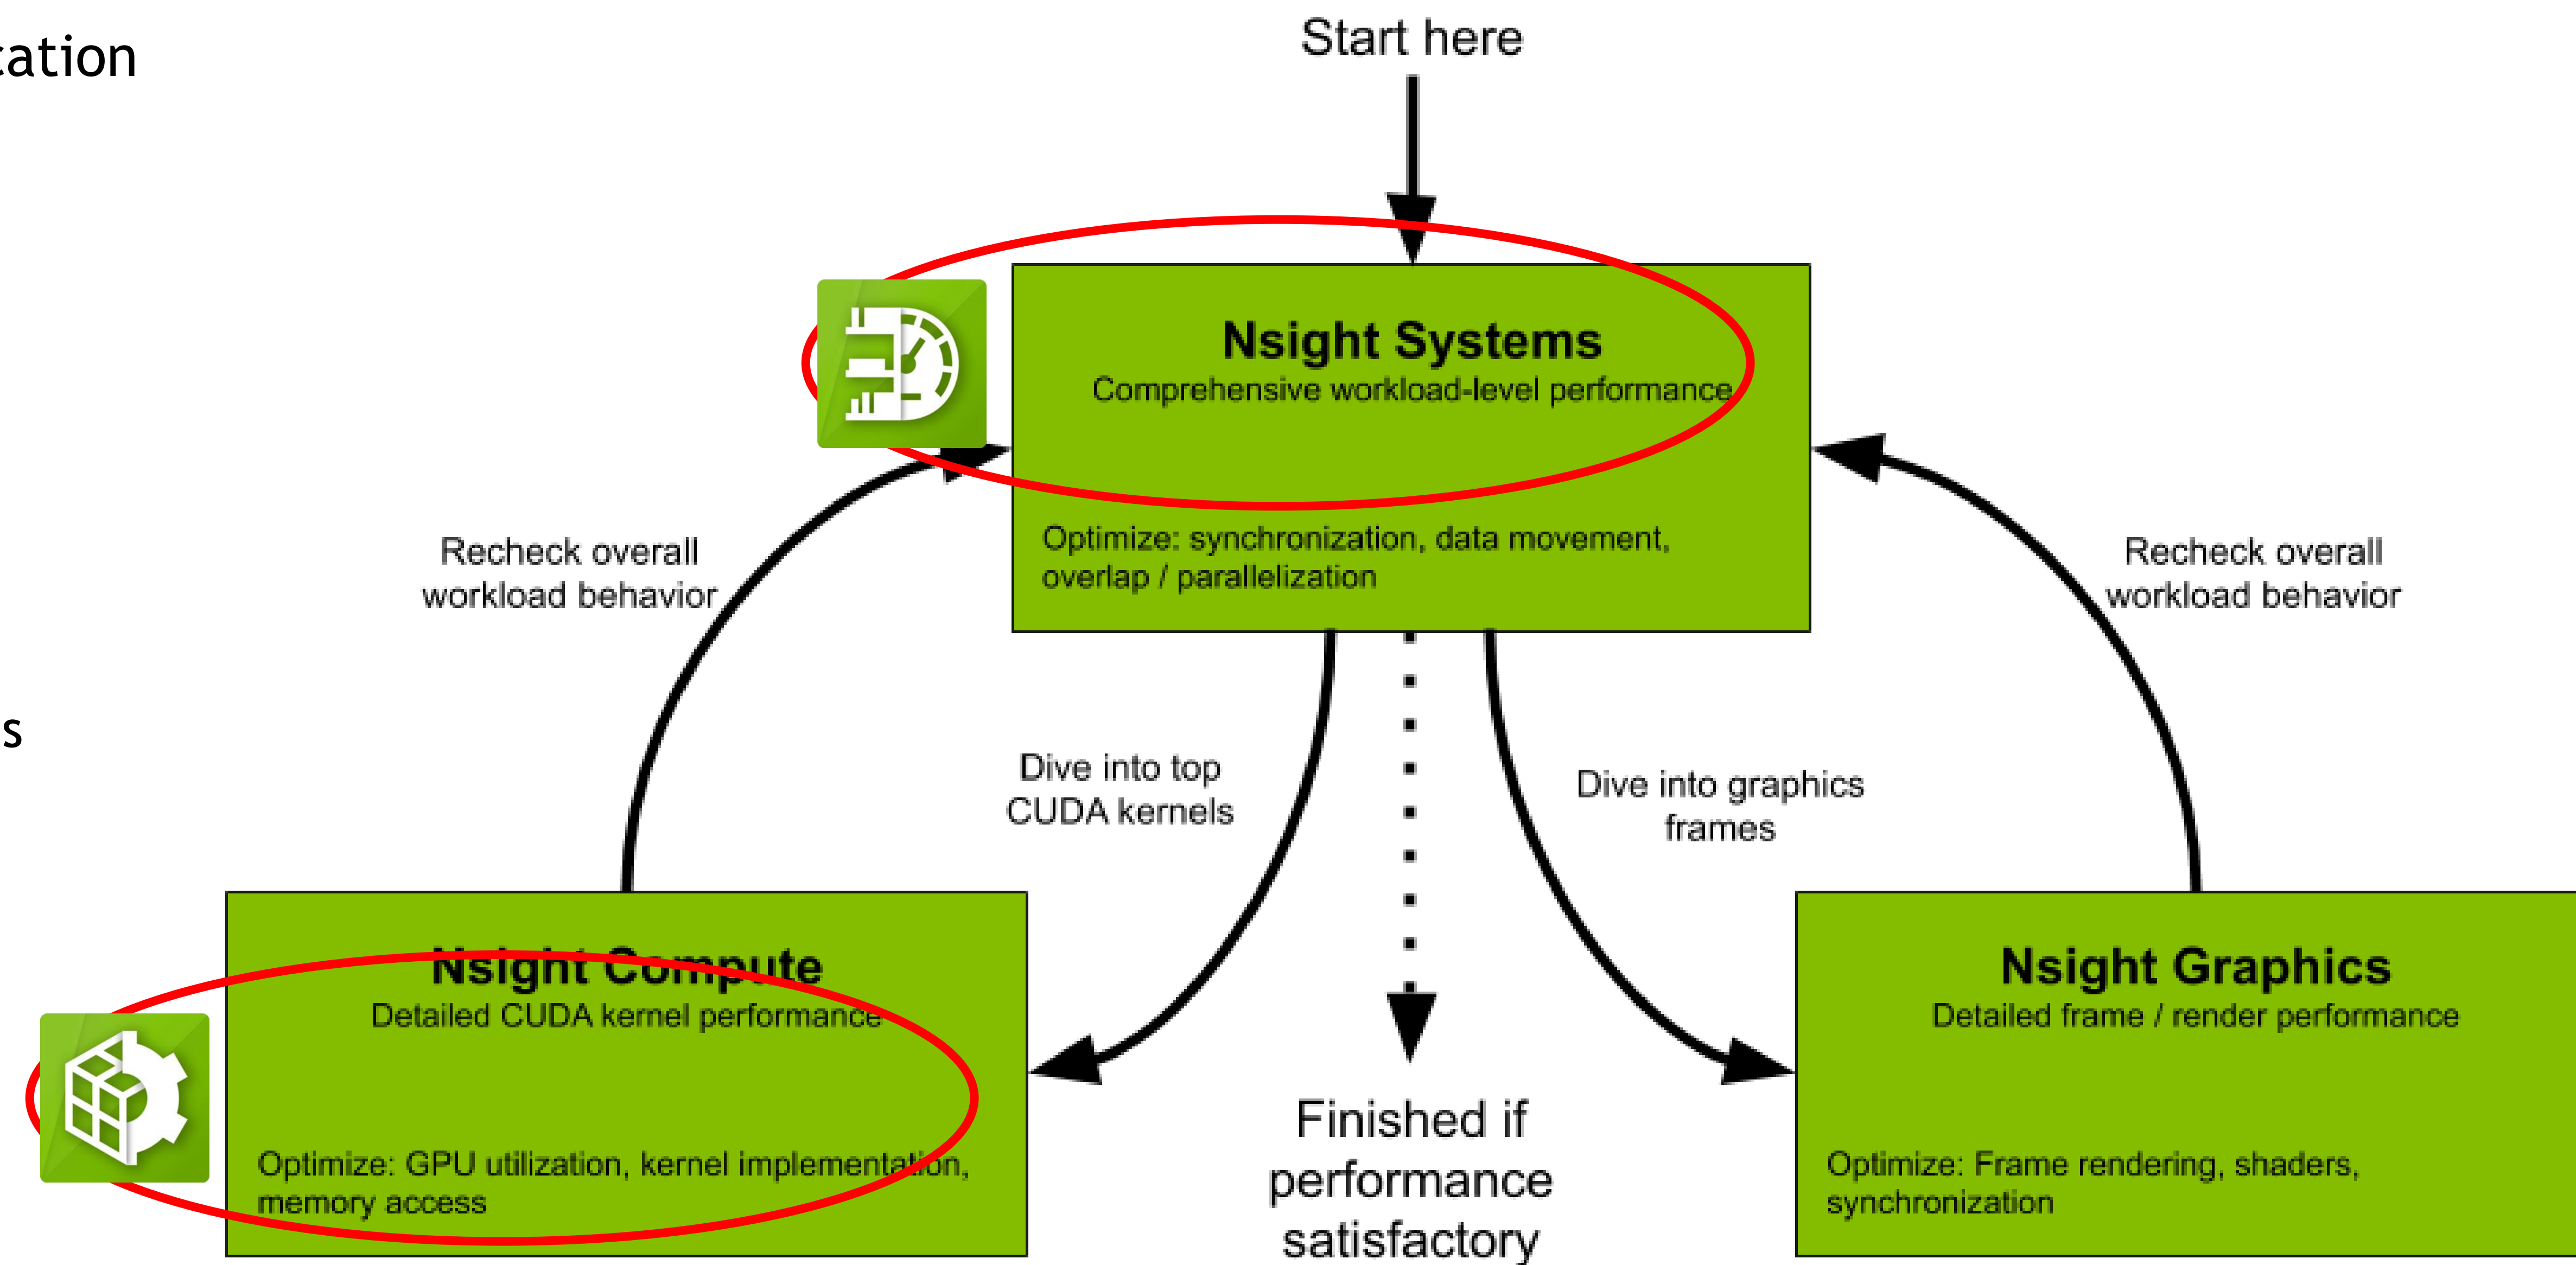 cation
Start here
Nsight Systems
Comprehensive workload-level performance
Optimize: synchronization, data movement,
overlap / parallelization
Recheck overall
workload behavior
Recheck overall
workload behavior
s
Dive into top
CUDA kernels
Dive into graphics
frames
Nsight Compute
Detailed CUDA kernel performance
Optimize: GPU utilization, kernel implementation,
memory access
Finished if
performance
satisfactory
Nsight Graphics
Detailed frame / render performance
Optimize: Frame rendering, shaders,
synchronization